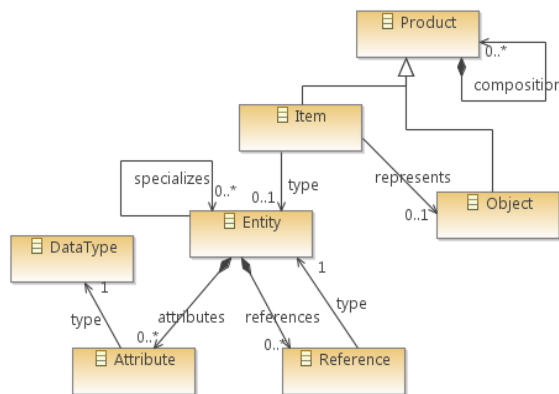 Product
0..*
composition
Item
specializes
0..*
0..1
type
represents
0..1
Object
Entity
DataType
1
type
0..*
attributes
references
0..*
1
type
Attribute
Reference